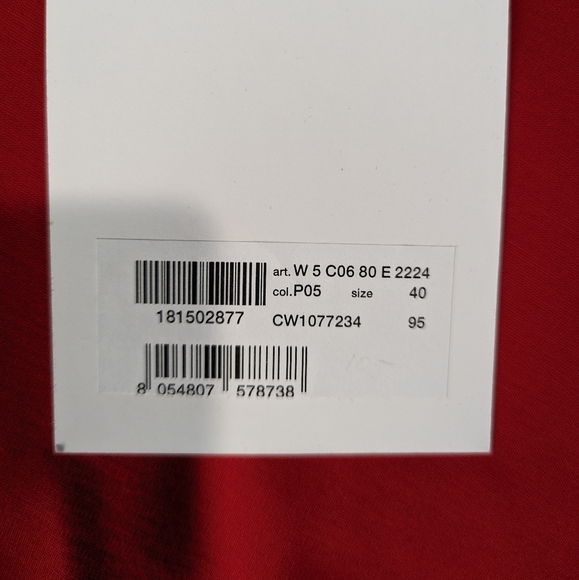 art. W 5 C06 80 E 2224
col. P05 size 40
181502877 CW1077234 95
8 054807 578738